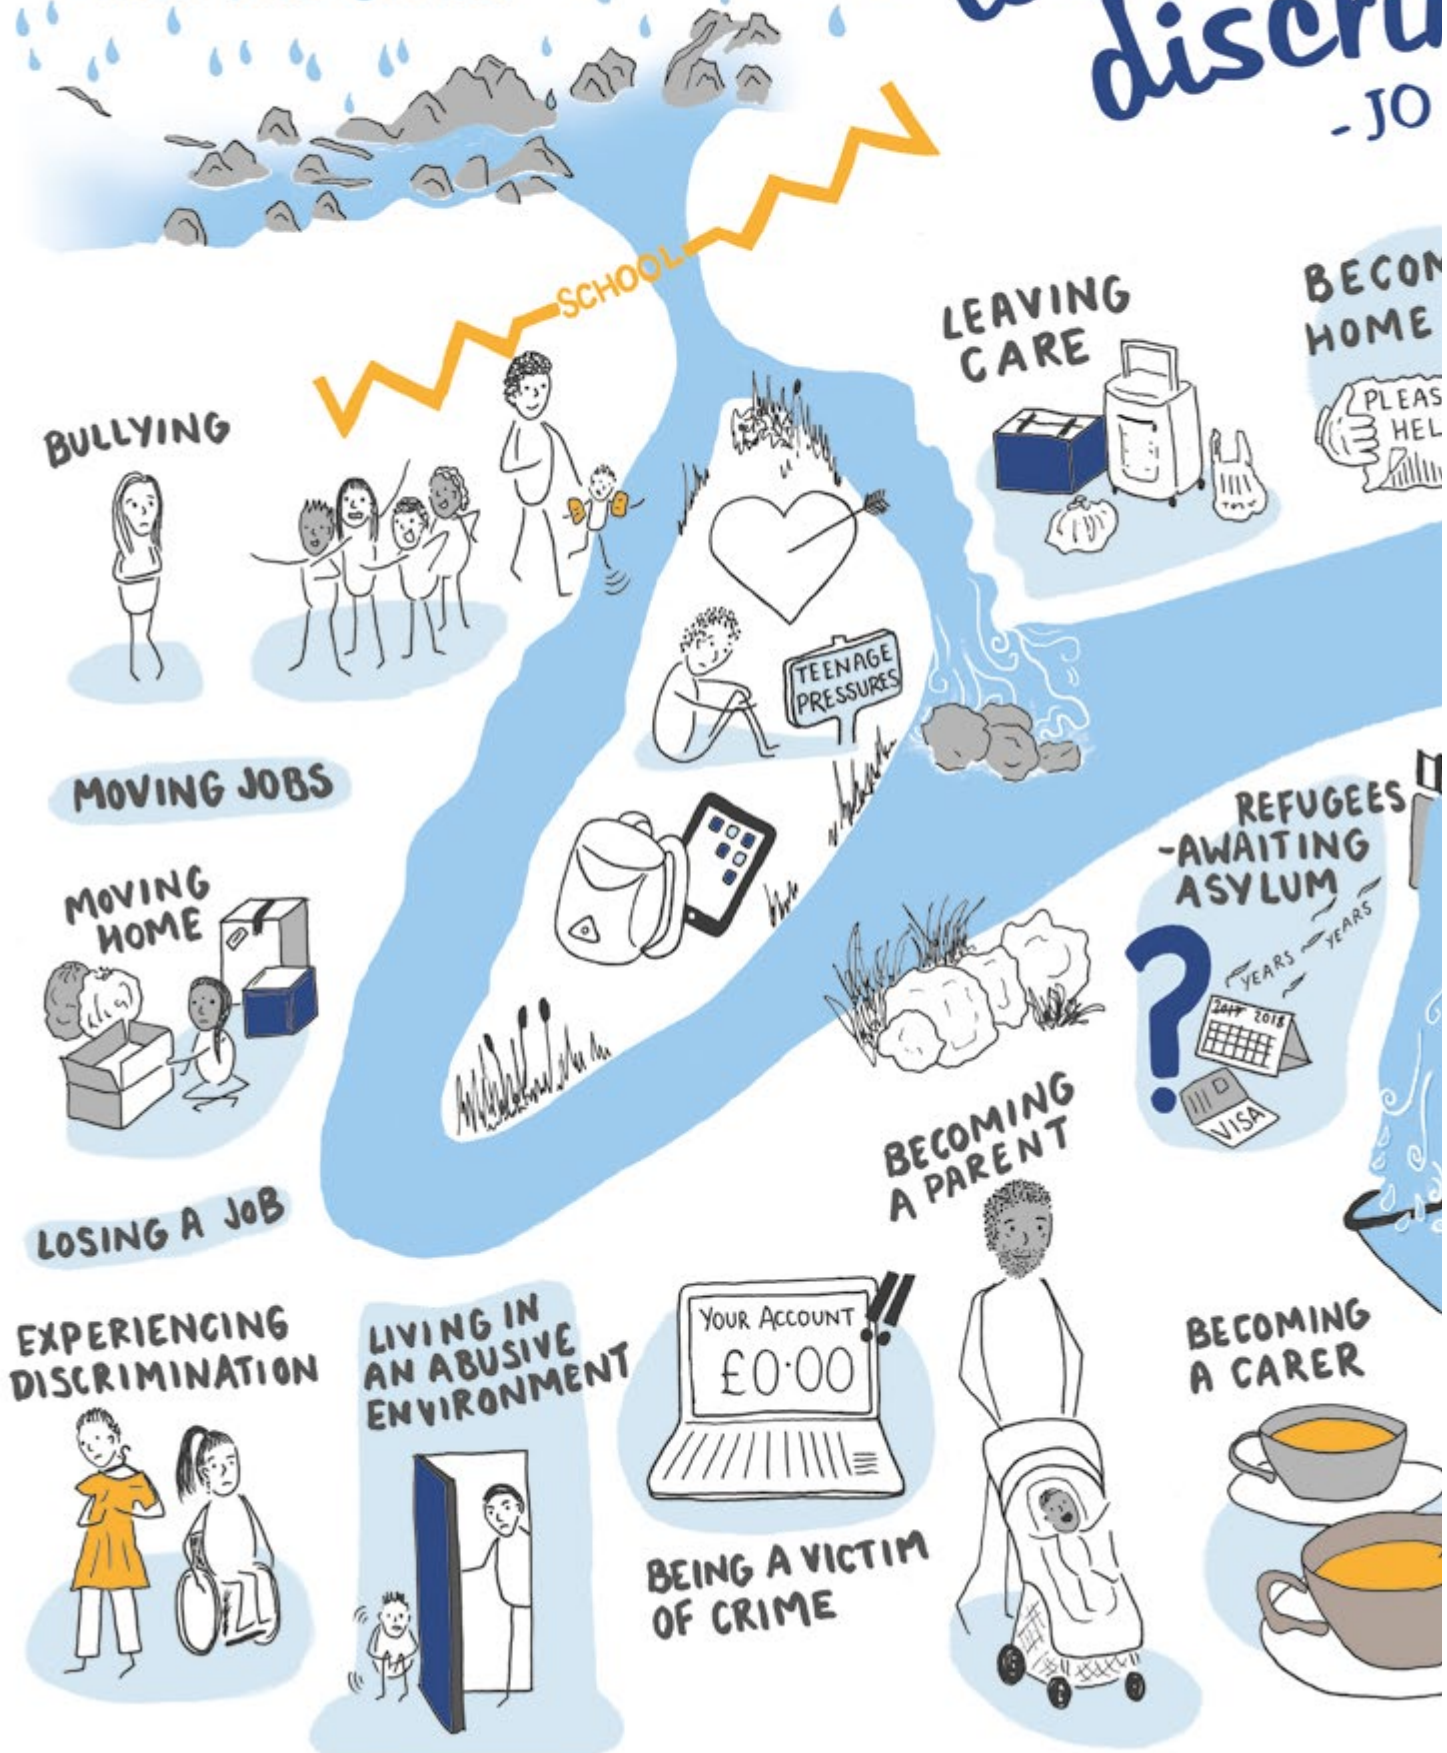 discri
- JO
SCHOOL
LEAVING
CARE
BECOM
HOME
PLEAS
HEL
BULLYING
TEENAGE
PRESSURES
MOVING JOBS
MOVING
HOME
REFUGEES
-AWAITING
ASYLUM
YEARS
YEARS
2017 2018
VISA
BECOMING
A PARENT
LOSING A JOB
EXPERIENCING
DISCRIMINATION
LIVING IN
AN ABUSIVE
ENVIRONMENT
YOUR ACCOUNT
£0.00
!!
BEING A VICTIM
OF CRIME
BECOMING
A CARER